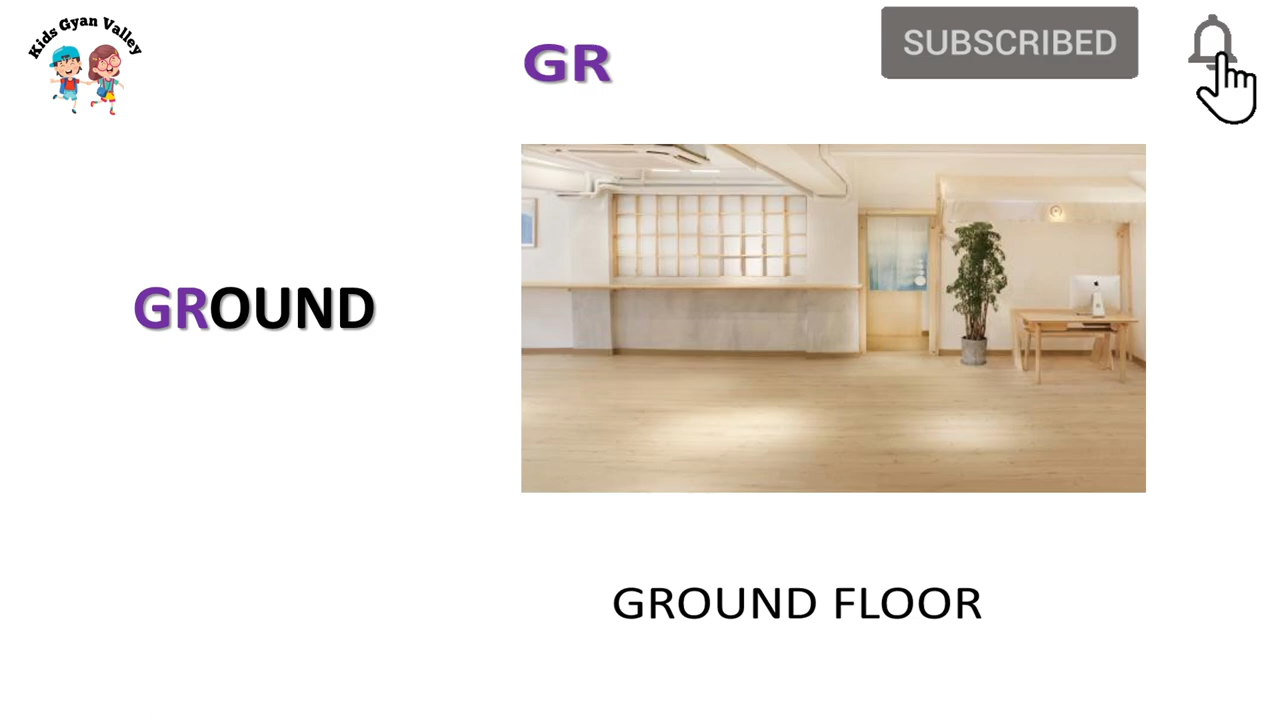 Kids Gyan Valley
GR
SUBSCRIBED
GROUND
GROUND FLOOR